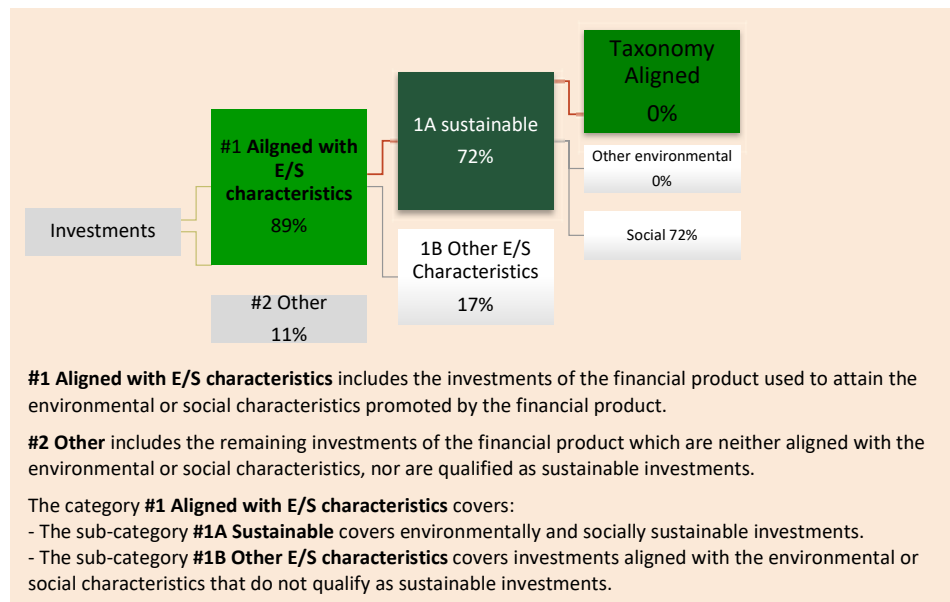 Investments
#1 Ailgned with
E/S
characteristics
89%
#2 Other
11%
1A sustainable
72%
1B Other E/S
Characteristics
17%
Taxonomy
Aligned
0%
Other environmental
0%
Social 72%
#1 Aligned with E/S characteristics includes the investments of the financial product used to attain the
environmental or social characteristics promoted by the financial product.
#2 Other includes the remaining investments of the financial product which are neither aligned with the
environmental or social characteristics, nor are qualified as sustainable investments.
The category #1 Aligned with E/S characteristics covers:
- The sub-category #1A Sustainable covers environmentally and socially sustainable investments.
- The sub-category #1B Other E/S characteristics covers investments aligned with the environmental or
social characteristics that do not qualify as sustainable investments.